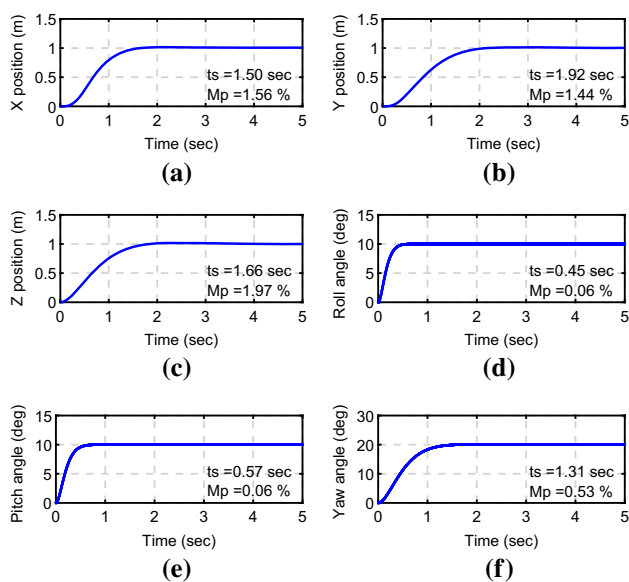 1.5
1
0.5
0
X position (m)
ts =1.50 sec
Mp =1.56 %
0 1 2 3 4 5
Time (sec)
(a)
1.5
1
0.5
0
Y position (m)
ts =1.92 sec
Mp =1.44 %
0 1 2 3 4 5
Time (sec)
(b)
1.5
1
0.5
0
Z position (m)
ts =1.66 sec
Mp =1.97 %
0 1 2 3 4 5
Time (sec)
(c)
15
10
5
0
Roll angle (deg)
ts =0.45 sec
Mp =0.06 %
0 1 2 3 4 5
Time (sec)
(d)
15
10
5
0
Pitch angle (deg)
ts =0.57 sec
Mp =0.06 %
0 1 2 3 4 5
Time (sec)
(e)
30
20
10
0
Yaw angle (deg)
ts =1.31 sec
Mp =0.53 %
0 1 2 3 4 5
Time (sec)
(f)